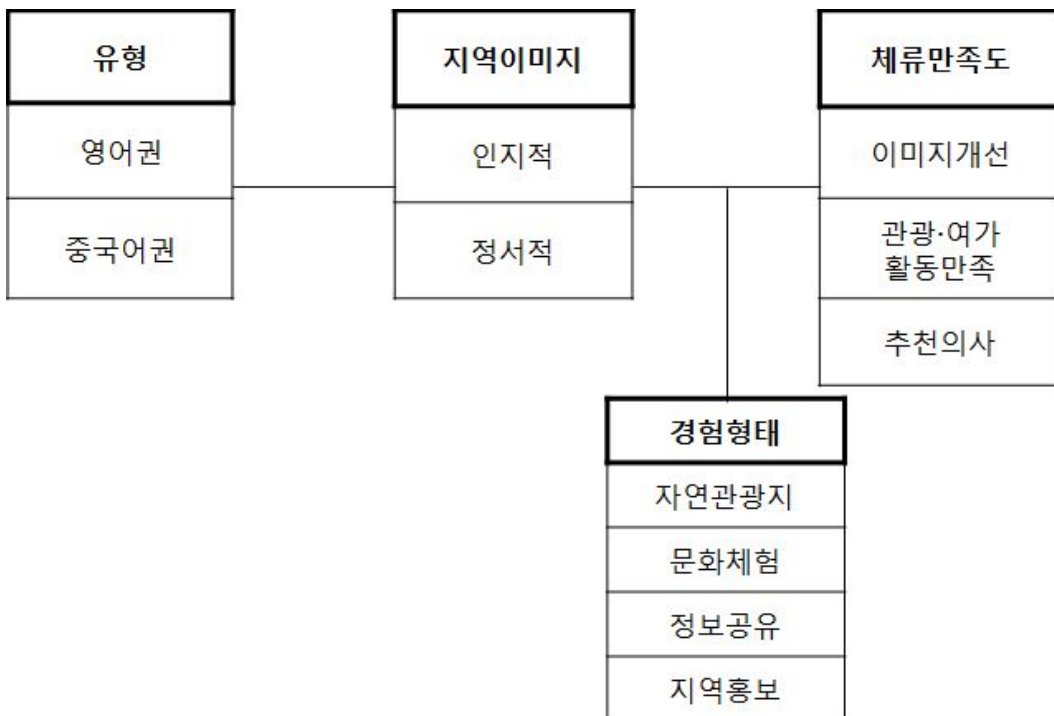 유형
영어권
중국어권
지역이미지
인지적
정서적
체류만족도
이미지개선
관광·여가
활동만족
추천의사
경험형태
자연관광지
문화체험
정보공유
지역홍보